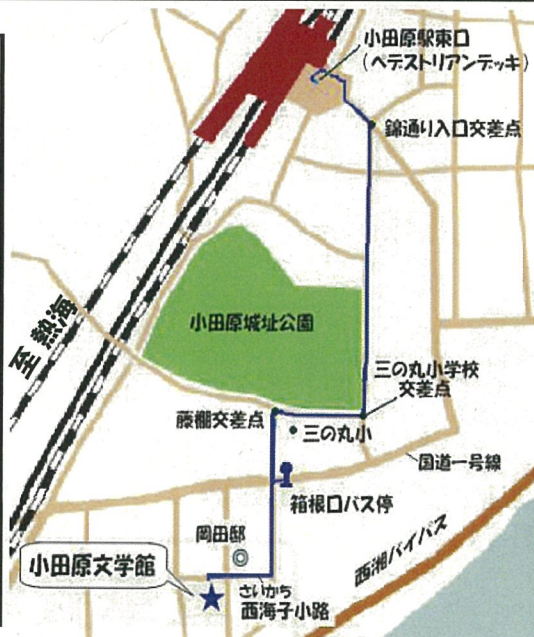 小田原駅東口
(ペデストリアンデッキ)
錦通り入口交差点
至 熱海
小田原城址公園
三の丸小学校
交差点
藤棚交差点
三の丸小
国道一号線
箱根口バス停
岡田邸
小田原文学館
さいかち
西海子小路
西湘バイパス